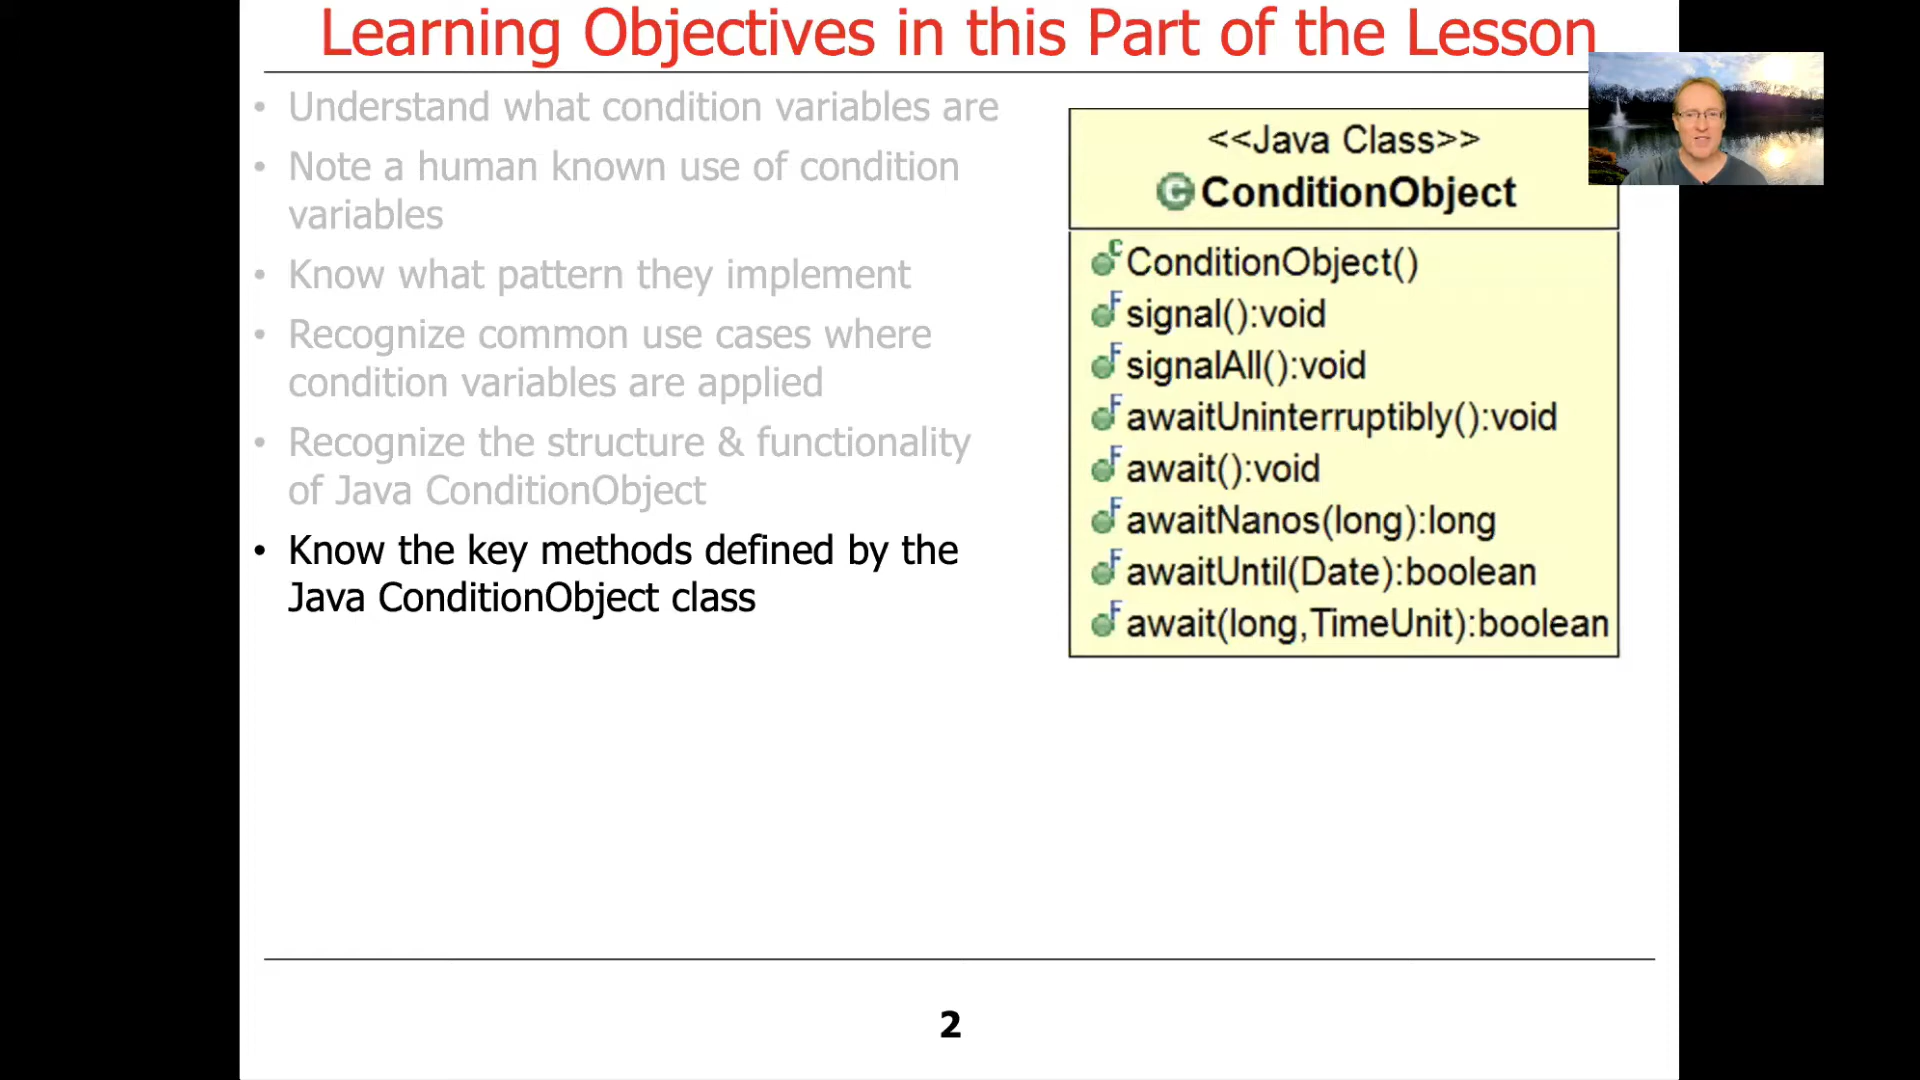 Learning Objectives in this Part of the Lesson
• Understand what condition variables are
• Note a human known use of condition
variables
• Know what pattern they implement
• Recognize common use cases where
condition variables are applied
• Recognize the structure & functionality
of Java ConditionObject
• Know the key methods defined by the
Java ConditionObject class
<<Java Class>>
C ConditionObject
C ConditionObject()
F signal():void
F signalAll():void
F awaitUninterruptibly():void
F await():void
F awaitNanos(long):long
F awaitUntil(Date):boolean
F await(long,TimeUnit):boolean
2